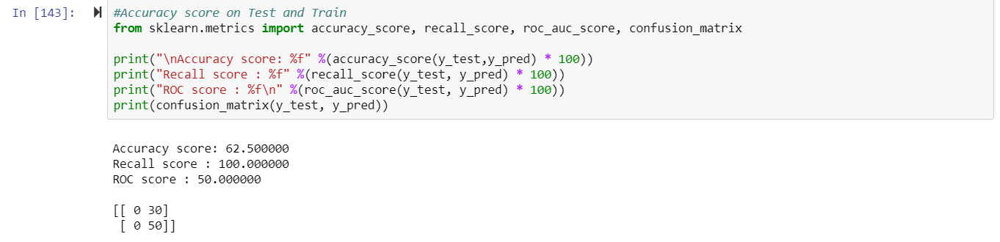 In [143]:
#Accuracy score on Test and Train
from sklearn.metrics import accuracy_score, recall_score, roc_auc_score, confusion_matrix
print("\nAccuracy score: %f" %(accuracy_score(y_test,y_pred) * 100))
print("Recall score : %f" %(recall_score(y_test, y_pred) * 100))
print("ROC score : %f\n" %(roc_auc_score(y_test, y_pred) * 100))
print(confusion_matrix(y_test, y_pred))
Accuracy score: 62.500000
Recall score : 100.000000
ROC score : 50.000000
[[ 0 30]
 [ 0 50]]